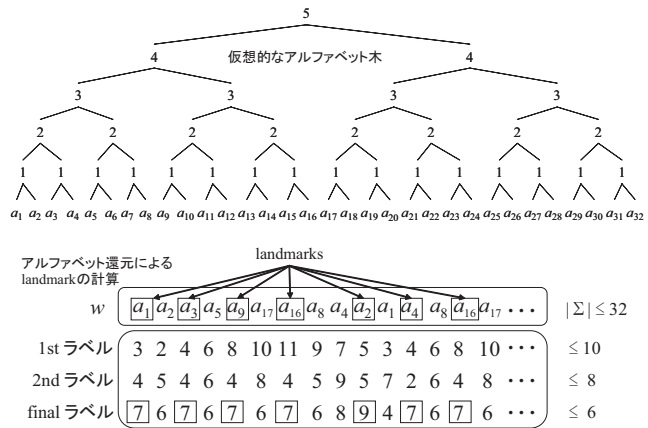 5
4 仮想的なアルファベット木 4
3 3 3 3
2 2 2 2 2 2 2 2
1 1 1 1 1 1 1 1 1 1 1 1 1 1 1 1
a1 a2 a3 a4 a5 a6 a7 a8 a9 a10 a11 a12 a13 a14 a15 a16 a17 a18 a19 a20 a21 a22 a23 a24 a25 a26 a27 a28 a29 a30 a31 a32
アルファベット還元による
landmarkの計算
landmarks
w a1 a2 a3 a5 a9 a17 a16 a8 a4 a2 a1 a4 a8 a16 a17 ··· |Σ| ≤ 32
1st ラベル 3 2 4 6 8 10 11 9 7 5 3 4 6 8 10 ··· ≤ 10
2nd ラベル 4 5 4 6 4 8 4 5 9 5 7 2 6 4 8 ··· ≤ 8
final ラベル 7 6 7 6 7 6 7 6 8 9 4 7 6 7 6 ··· ≤ 6